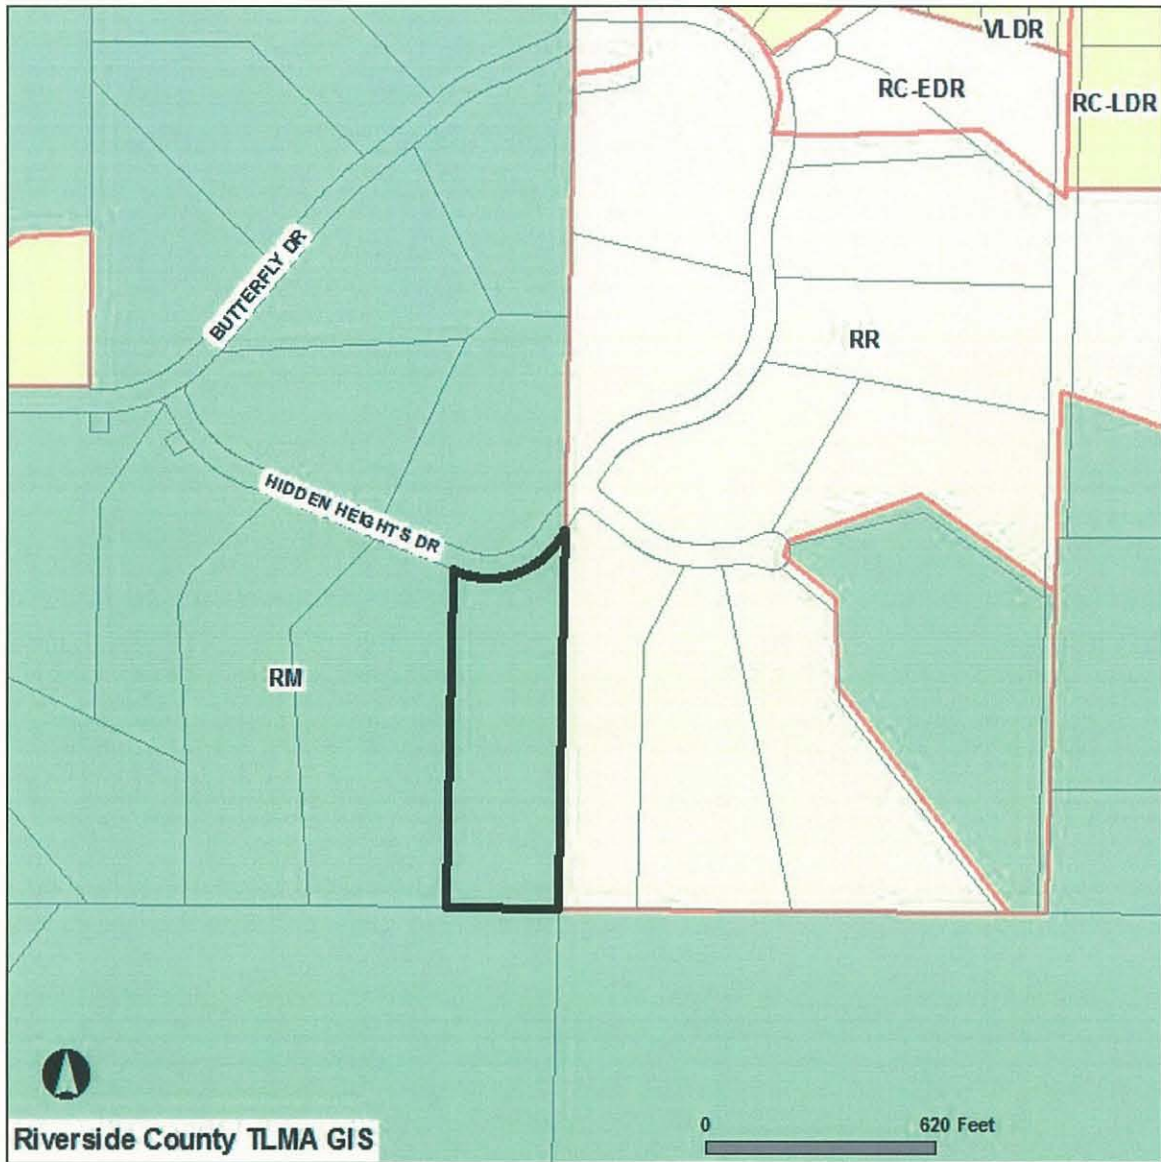 VLDR
RC-EDR
RC-LDR
BUTTERFLY DR
RR
HIDDEN HEIGHTS DR
RM
Riverside County TLMA GIS
0 620 Feet